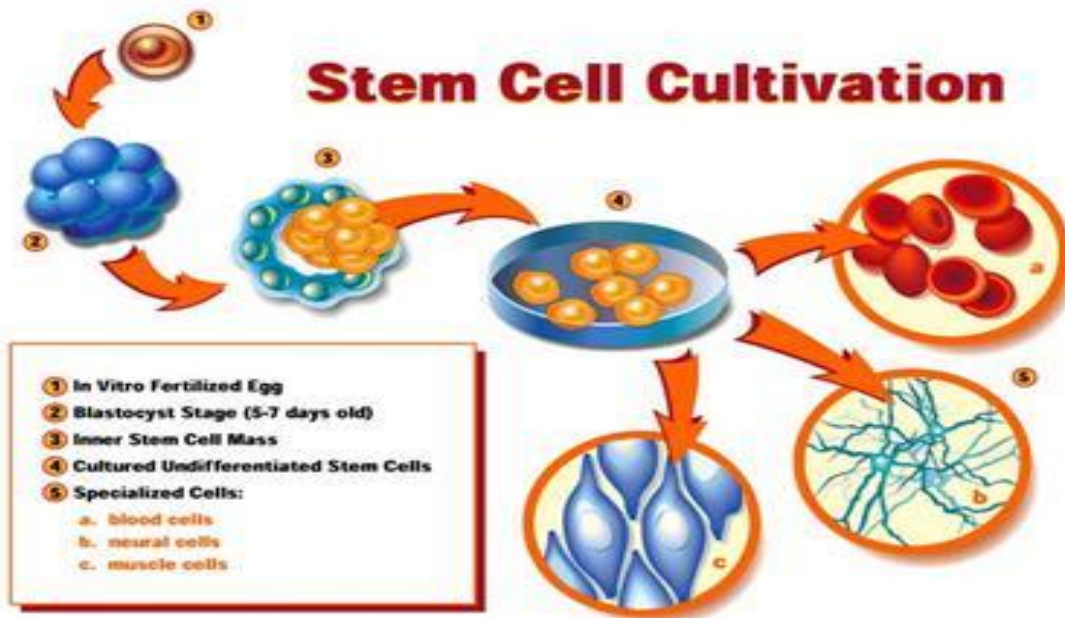 1
Stem Cell Cultivation
3
4
2
a
5
b
c
1 In Vitro Fertilized Egg
2 Blastocyst Stage (5-7 days old)
3 Inner Stem Cell Mass
4 Cultured Undifferentiated Stem Cells
5 Specialized Cells:
a. blood cells
b. neural cells
c. muscle cells